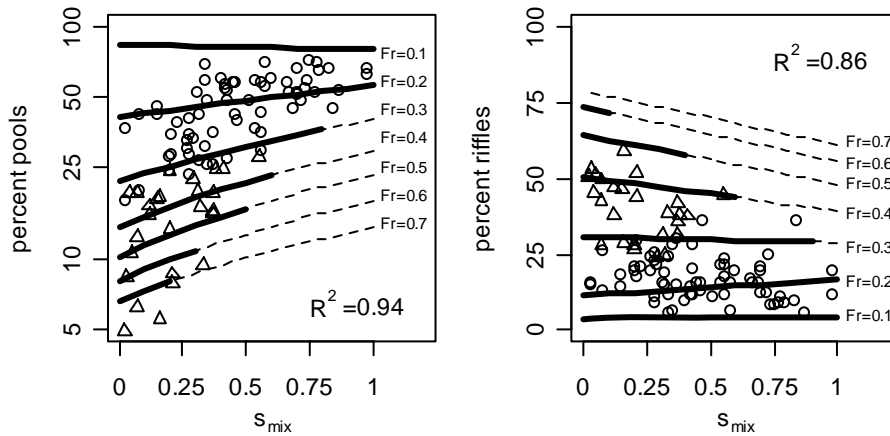 100
50
25
10
5
percent pools
Fr=0.1
Fr=0.2
Fr=0.3
Fr=0.4
Fr=0.5
Fr=0.6
Fr=0.7
R² =0.94
0 0.25 0.5 0.75 1
s_mix
100
75
50
25
0
percent riffles
R² =0.86
Fr=0.7
Fr=0.6
Fr=0.5
Fr=0.4
Fr=0.3
Fr=0.2
Fr=0.1
0 0.25 0.5 0.75 1
s_mix